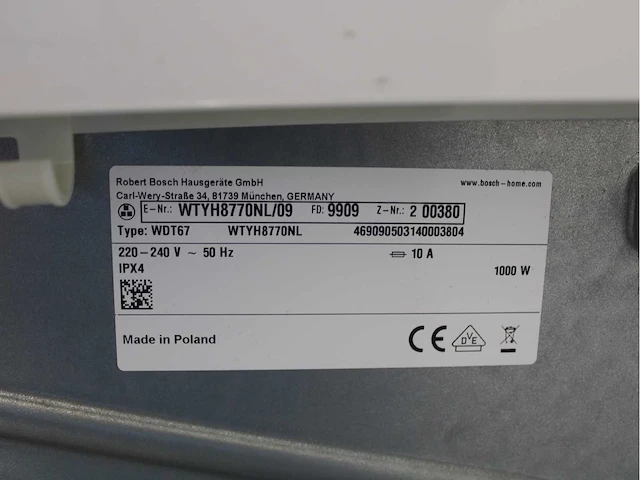 Robert Bosch Hausgeräte GmbH www.bosch-home.com
Carl-Wery-Straße 34, 81739 München, GERMANY
E-Nr.: WTYH8770NL/09 FD: 9909 Z-Nr.: 2 00380
Type: WDT67 WTYH8770NL 469090503140003804
220-240 V ~ 50 Hz 10 A
IPX4 1000 W
Made in Poland CE DVE